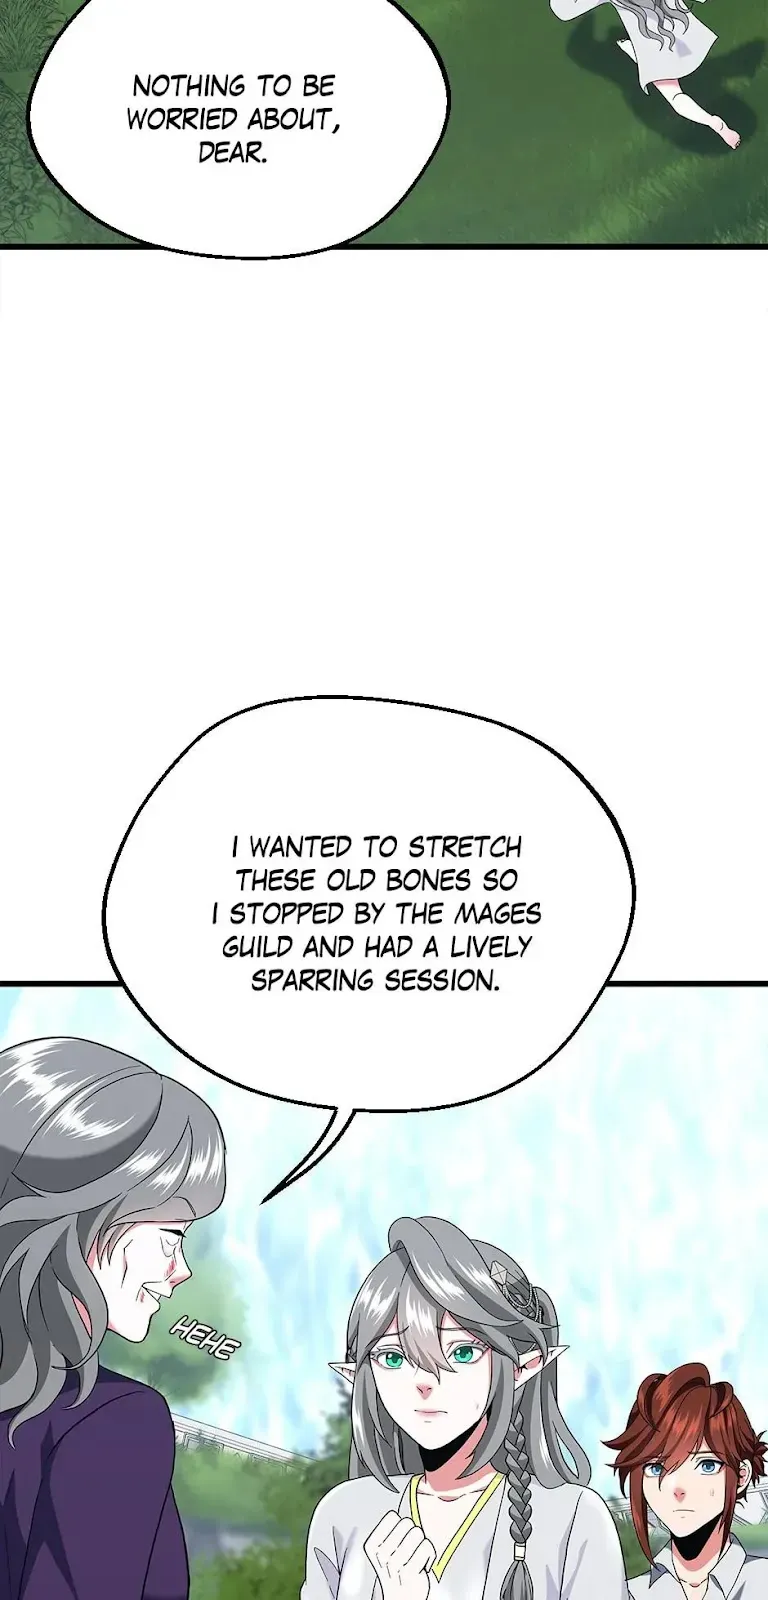 NOTHING TO BE
WORRIED ABOUT,
DEAR.
I WANTED TO STRETCH
THESE OLD BONES SO
I STOPPED BY THE MAGES
GUILD AND HAD A LIVELY
SPARRING SESSION.
HEHE